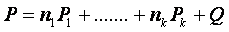 P = n₁P₁ + ....... + nₖPₖ + Q